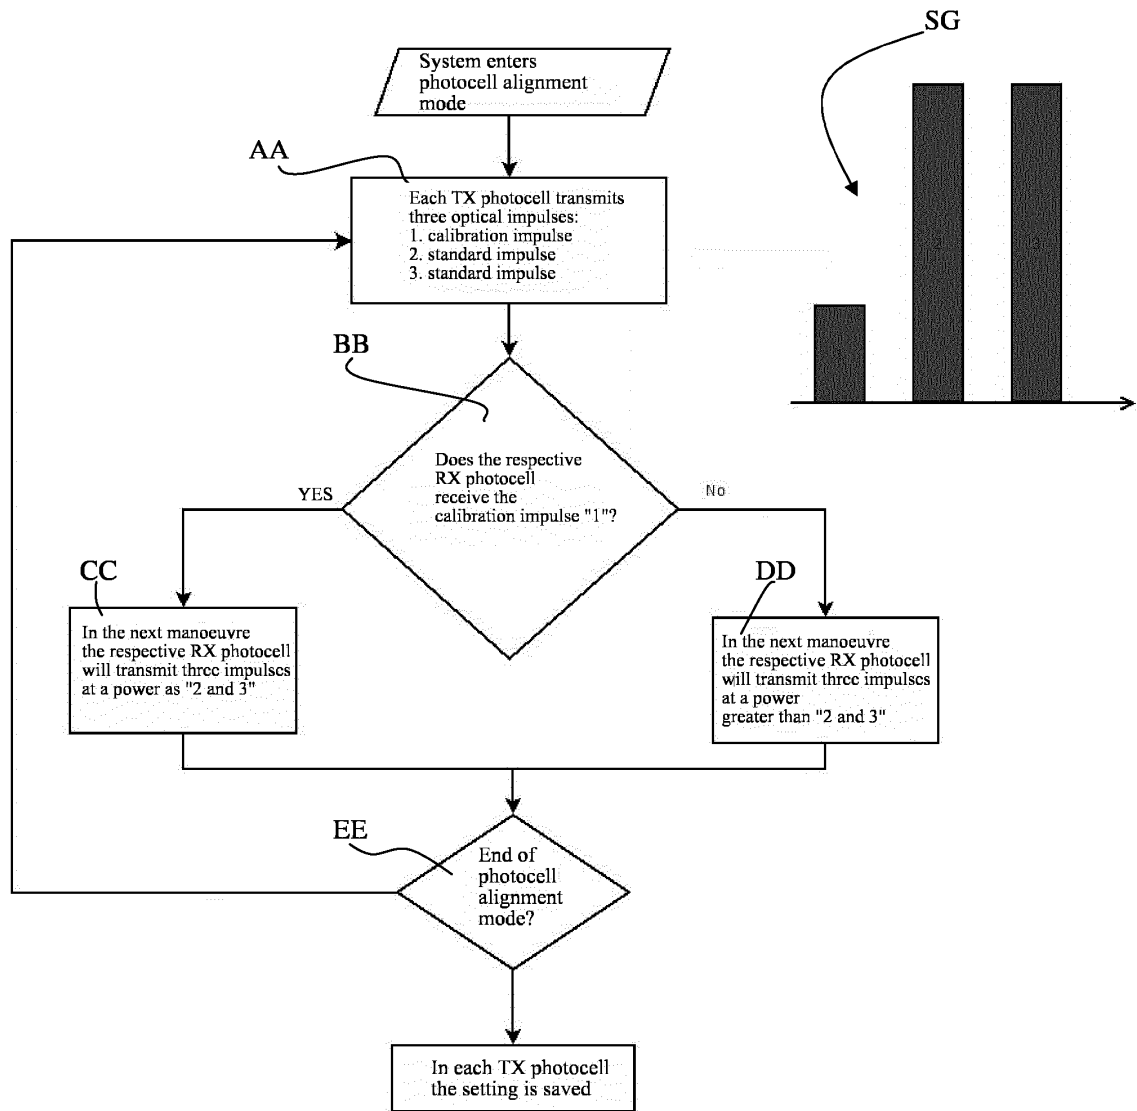 SG
System enters
photocell alignment
mode
AA
Each TX photocell transmits
three optical impulses:
1. calibration impulse
2. standard impulse
3. standard impulse
2
3
BB
Does the respective
RX photocell
receive the
calibration impulse "1"?
YES
No
CC
In the next manoeuvre
the respective RX photocell
will transmit three impulses
at a power as "2 and 3"
DD
In the next manoeuvre
the respective RX photocell
will transmit three impulses
at a power
greater than "2 and 3"
EE
End of
photocell
alignment
mode?
In each TX photocell
the setting is saved